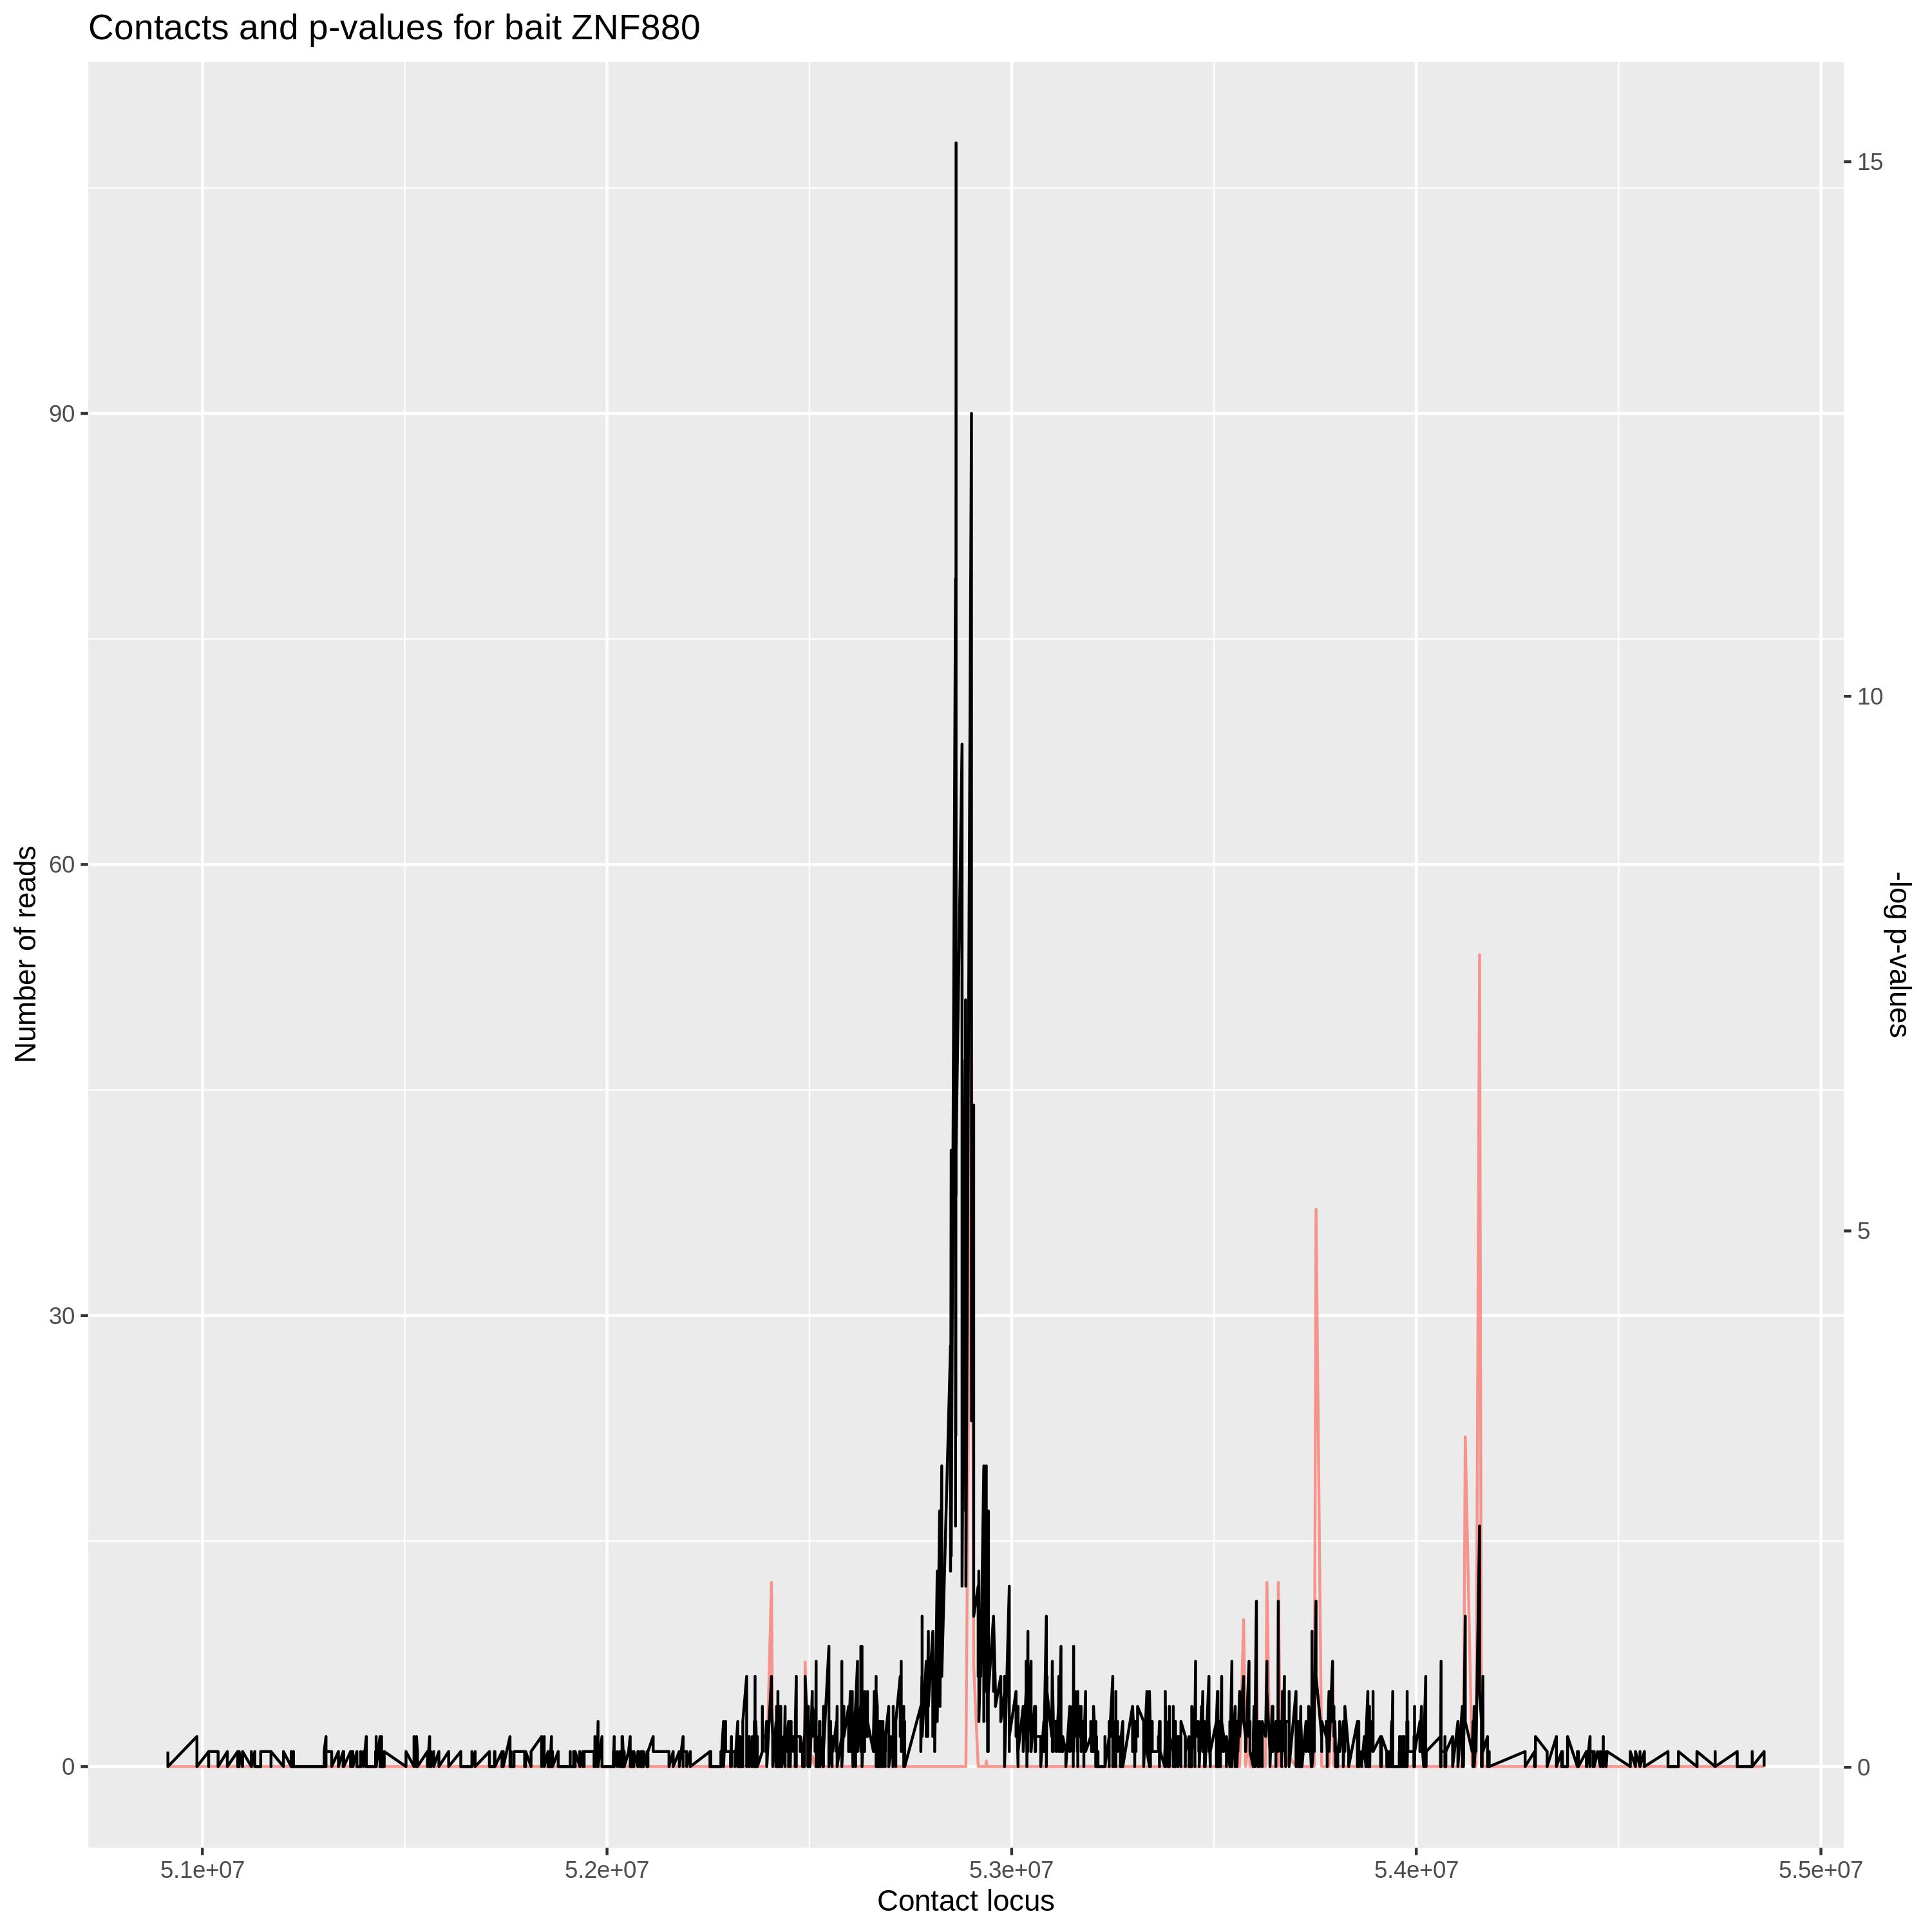 Contacts and p-values for bait ZNF880
15
90
10
Number of reads
60
-log p-values
5
30
0
0
5.1e+07 5.2e+07 5.3e+07 5.4e+07 5.5e+07
Contact locus